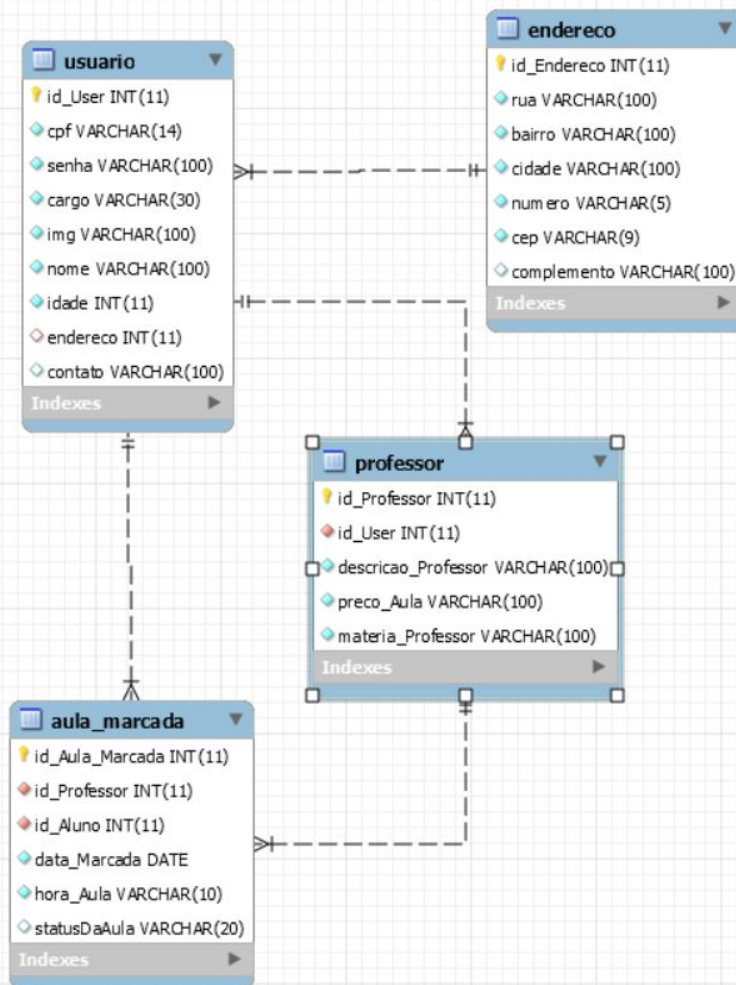 usuario
id_User INT(11)
cpf VARCHAR(14)
senha VARCHAR(100)
cargo VARCHAR(30)
img VARCHAR(100)
nome VARCHAR(100)
idade INT(11)
endereco INT(11)
contato VARCHAR(100)
Indexes
endereco
id_Endereco INT(11)
rua VARCHAR(100)
bairro VARCHAR(100)
cidade VARCHAR(100)
numero VARCHAR(5)
cep VARCHAR(9)
complemento VARCHAR(100)
Indexes
professor
id_Professor INT(11)
id_User INT(11)
descricao_Professor VARCHAR(100)
preco_Aula VARCHAR(100)
materia_Professor VARCHAR(100)
Indexes
aula_marcada
id_Aula_Marcada INT(11)
id_Professor INT(11)
id_Aluno INT(11)
data_Marcada DATE
hora_Aula VARCHAR(10)
statusDaAula VARCHAR(20)
Indexes